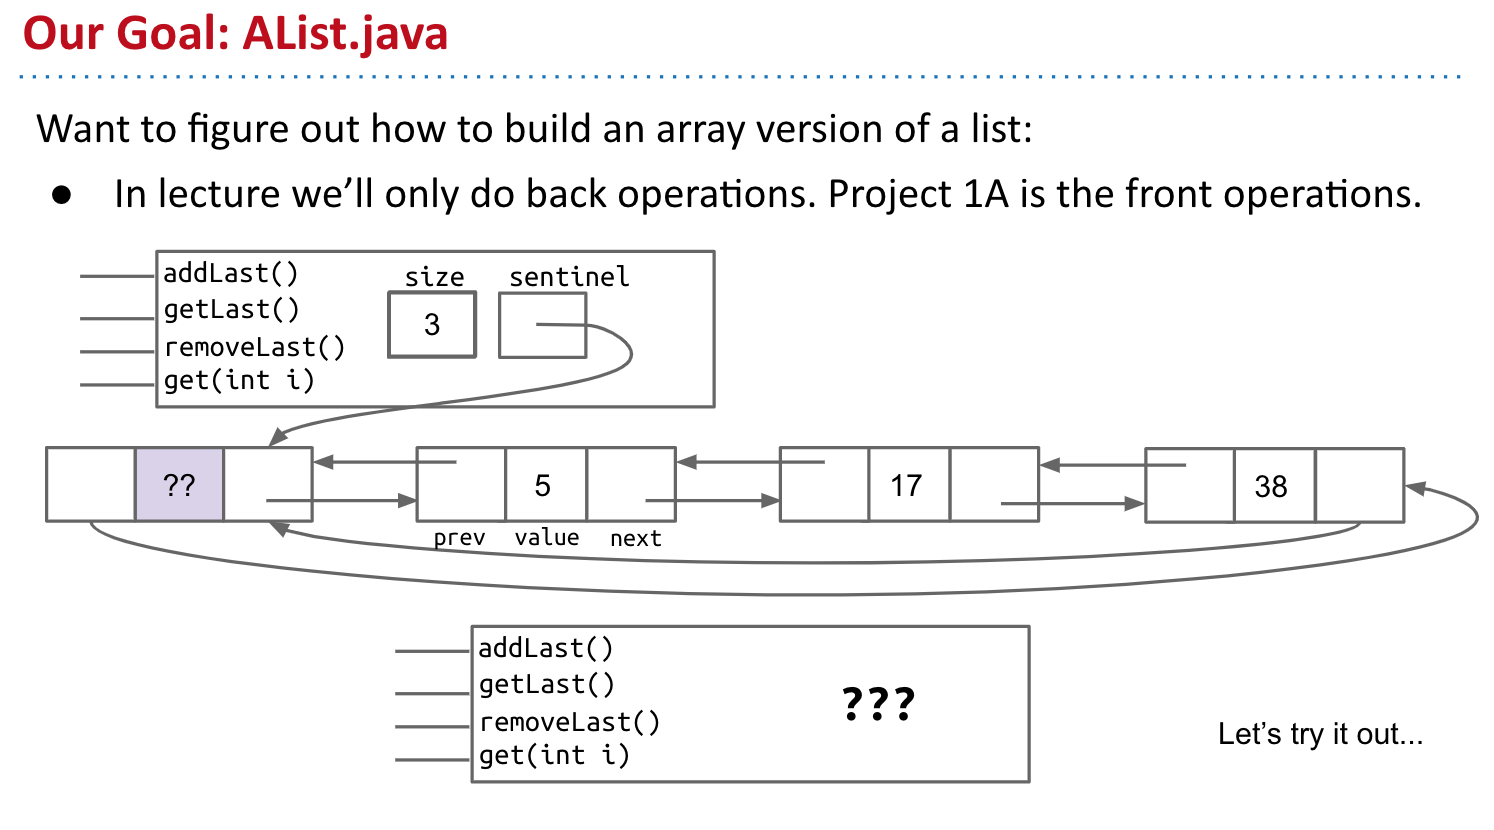 Our Goal: AList.java
Want to figure out how to build an array version of a list:
● In lecture we’ll only do back operations. Project 1A is the front operations.
addLast()
size
sentinel
getLast()
3
removeLast()
get(int i)
??
5
17
38
prev
value
next
addLast()
getLast()
???
removeLast()
get(int i)
Let’s try it out...